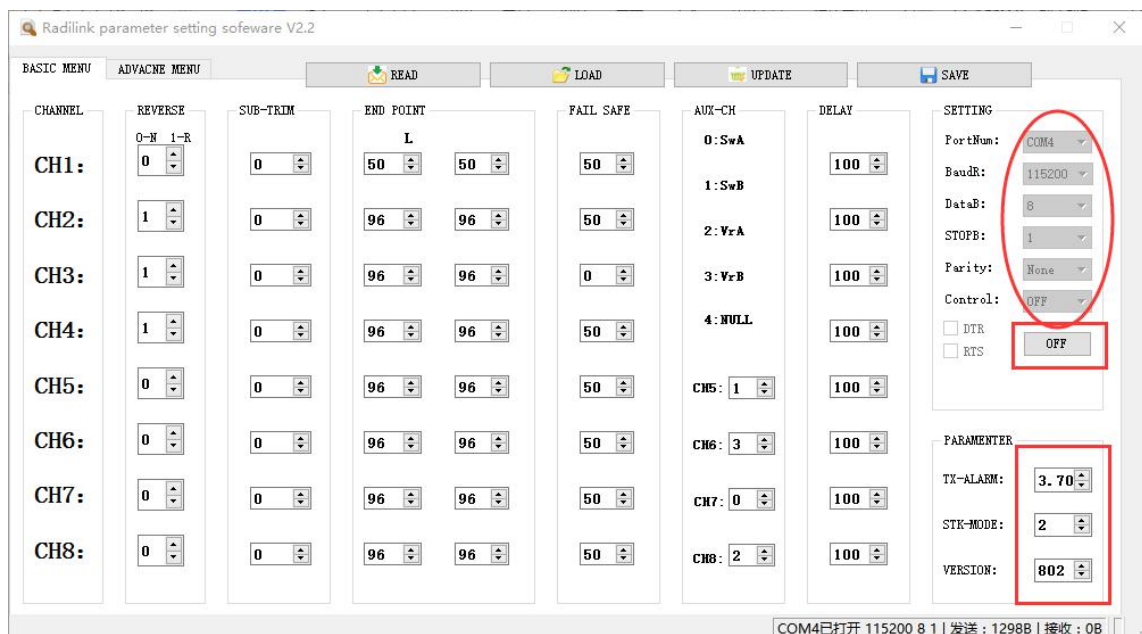 Radilink parameter setting sofeware V2.2
BASIC MENU ADVACNE MENU READ LOAD UPDATE SAVE
CHANNEL REVERSE SUB-TRIM END POINT FAIL SAFE AUX-CH DELAY SETTING
0-N 1-R L 0:SwA PortNum: COM4
CH1: 0 0 50 50 50 100
1:SwB BaudR: 115200
CH2: 1 0 96 96 50 100 DataB: 8
2:VrA STOPB: 1
CH3: 1 0 96 96 0 3:VrB 100 Parity: None
Control: OFF
CH4: 1 0 96 96 50 4:NULL 100 DTR OFF
RTS
CH5: 0 0 96 96 50 CH5: 1 100
CH6: 0 0 96 96 50 CH6: 3 100 PARAMENTER
TX-ALARM: 3.70
CH7: 0 0 96 96 50 CH7: 0 100
STK-MODE: 2
CH8: 0 0 96 96 50 CH8: 2 100
VERSION: 802
COM4已打开 115200 8 1 | 发送：1298B | 接收：0B